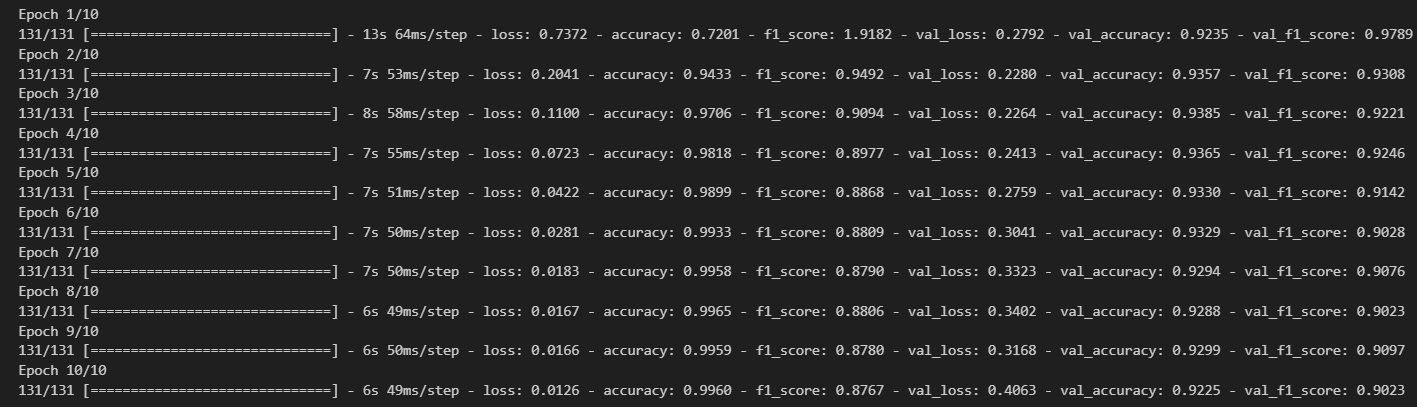 Epoch 1/10
131/131 [==============================] - 13s 64ms/step - loss: 0.7372 - accuracy: 0.7201 - f1_score: 1.9182 - val_loss: 0.2792 - val_accuracy: 0.9235 - val_f1_score: 0.9789
Epoch 2/10
131/131 [==============================] - 7s 53ms/step - loss: 0.2041 - accuracy: 0.9433 - f1_score: 0.9492 - val_loss: 0.2280 - val_accuracy: 0.9357 - val_f1_score: 0.9308
Epoch 3/10
131/131 [==============================] - 8s 58ms/step - loss: 0.1100 - accuracy: 0.9706 - f1_score: 0.9094 - val_loss: 0.2264 - val_accuracy: 0.9385 - val_f1_score: 0.9221
Epoch 4/10
131/131 [==============================] - 7s 55ms/step - loss: 0.0723 - accuracy: 0.9818 - f1_score: 0.8977 - val_loss: 0.2413 - val_accuracy: 0.9365 - val_f1_score: 0.9246
Epoch 5/10
131/131 [==============================] - 7s 51ms/step - loss: 0.0422 - accuracy: 0.9899 - f1_score: 0.8868 - val_loss: 0.2759 - val_accuracy: 0.9330 - val_f1_score: 0.9142
Epoch 6/10
131/131 [==============================] - 7s 50ms/step - loss: 0.0281 - accuracy: 0.9933 - f1_score: 0.8809 - val_loss: 0.3041 - val_accuracy: 0.9329 - val_f1_score: 0.9028
Epoch 7/10
131/131 [==============================] - 7s 50ms/step - loss: 0.0183 - accuracy: 0.9958 - f1_score: 0.8790 - val_loss: 0.3323 - val_accuracy: 0.9294 - val_f1_score: 0.9076
Epoch 8/10
131/131 [==============================] - 6s 49ms/step - loss: 0.0167 - accuracy: 0.9965 - f1_score: 0.8806 - val_loss: 0.3402 - val_accuracy: 0.9288 - val_f1_score: 0.9023
Epoch 9/10
131/131 [==============================] - 6s 50ms/step - loss: 0.0166 - accuracy: 0.9959 - f1_score: 0.8780 - val_loss: 0.3168 - val_accuracy: 0.9299 - val_f1_score: 0.9097
Epoch 10/10
131/131 [==============================] - 6s 49ms/step - loss: 0.0126 - accuracy: 0.9960 - f1_score: 0.8767 - val_loss: 0.4063 - val_accuracy: 0.9225 - val_f1_score: 0.9023